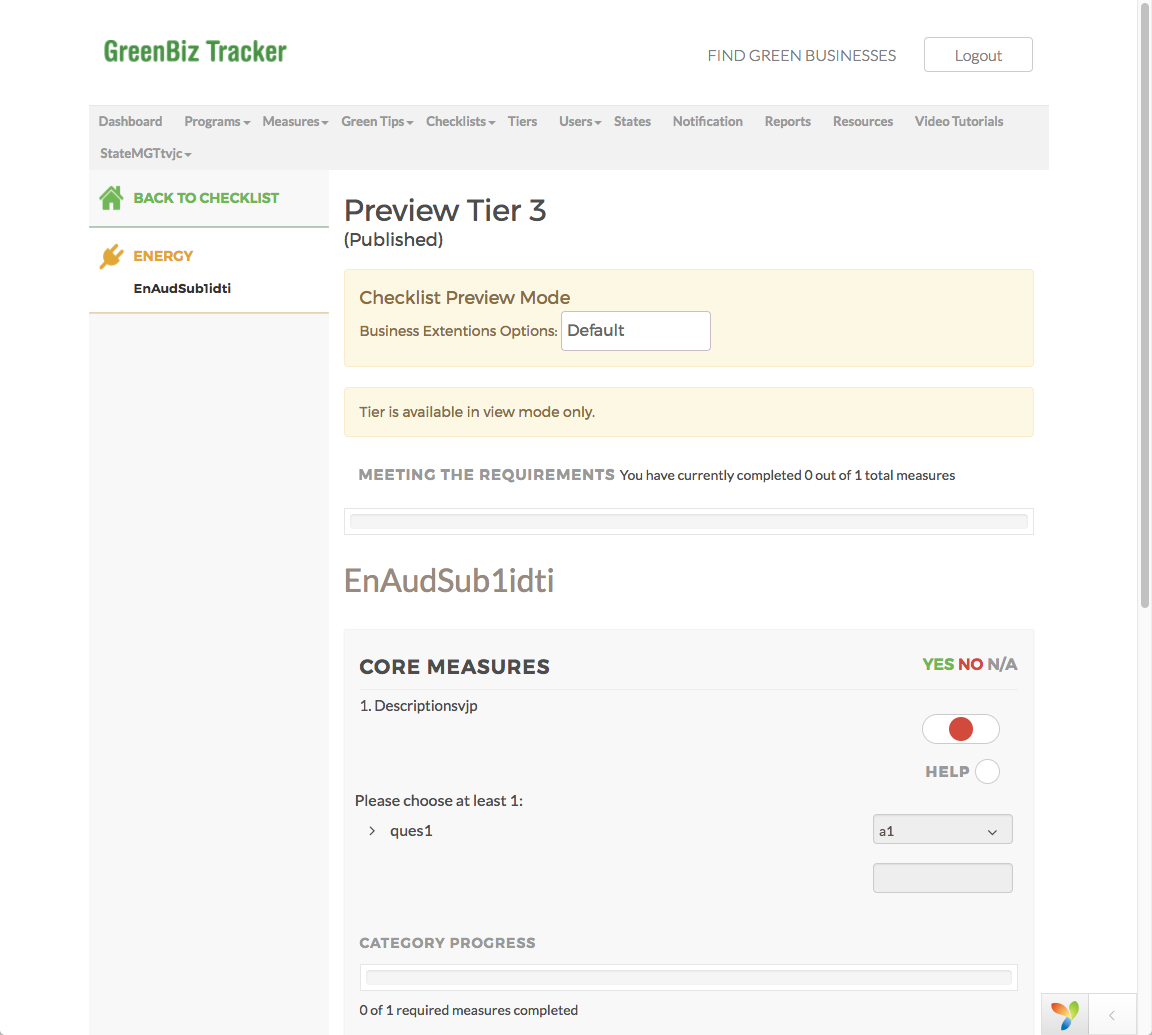 GreenBiz Tracker
FIND GREEN BUSINESSES Logout
Dashboard Programs Measures Green Tips Checklists Tiers Users States Notification Reports Resources Video Tutorials
StateMGTtvjc
BACK TO CHECKLIST
ENERGY
EnAudSub1idti
Preview Tier 3
(Published)
Checklist Preview Mode
Business Extentions Options: Default
Tier is available in view mode only.
MEETING THE REQUIREMENTS You have currently completed 0 out of 1 total measures
EnAudSub1idti
CORE MEASURES YES NO N/A
1. Descriptionsvjp
HELP
Please choose at least 1:
ques1 a1
CATEGORY PROGRESS
0 of 1 required measures completed